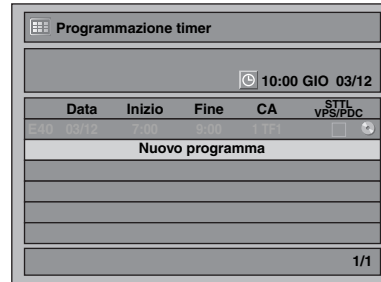 Programmazione timer
10:00 GIO 03/12
Data Inizio Fine CA STTL VPS/PDC
E40 03/12 7:00 9:00 1 TF1
Nuovo programma
1/1